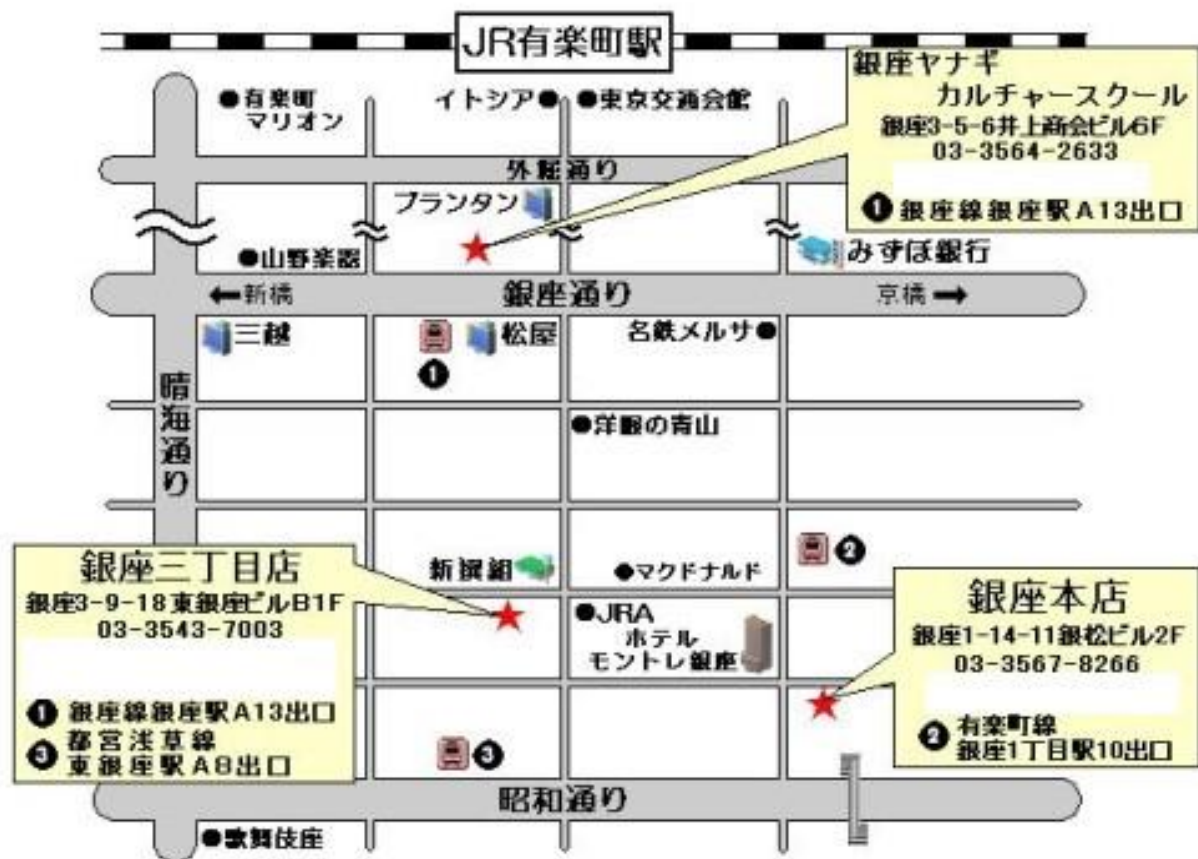 JR有楽町駅
銀座ヤナギ
カルチャースクール
銀座3-5-6井上商会ビル6F
03-3564-2633
❶ 銀座線銀座駅A13出口
●有楽町
マリオン
イトシア●
●東京交通会館
外堀通り
プランタン
●山野楽器
みずほ銀行
←新橋
銀座通り
京橋→
三越
松屋
❶
名鉄メルサ●
晴海通り
●洋服の青山
銀座三丁目店
銀座3-9-18東銀座ビルB1F
03-3543-7003
❶ 銀座線銀座駅A13出口
❸ 都営浅草線
東銀座駅A8出口
新撰組
●マクドナルド
❷
●JRA
ホテル
モントレ銀座
銀座本店
銀座1-14-11銀松ビル2F
03-3567-8266
❷ 有楽町線
銀座1丁目駅10出口
❸
昭和通り
●歌舞伎座